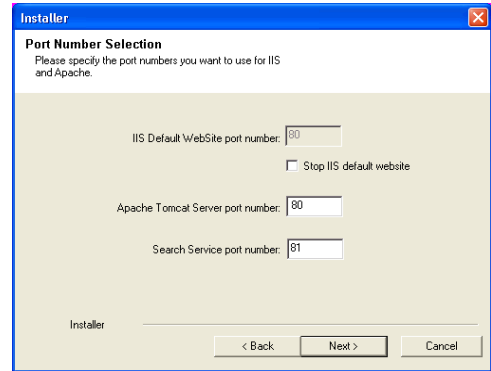 Installer
Port Number Selection
Please specify the port numbers you want to use for IIS
and Apache.
IIS Default WebSite port number: 80
Stop IIS default website
Apache Tomcat Server port number: 80
Search Service port number: 81
Installer
< Back Next > Cancel